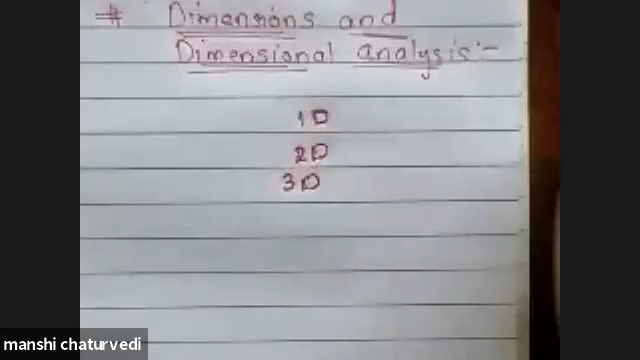 # Dimensions and
Dimensional analysis :-
1D
2D
3D
manshi chaturvedi